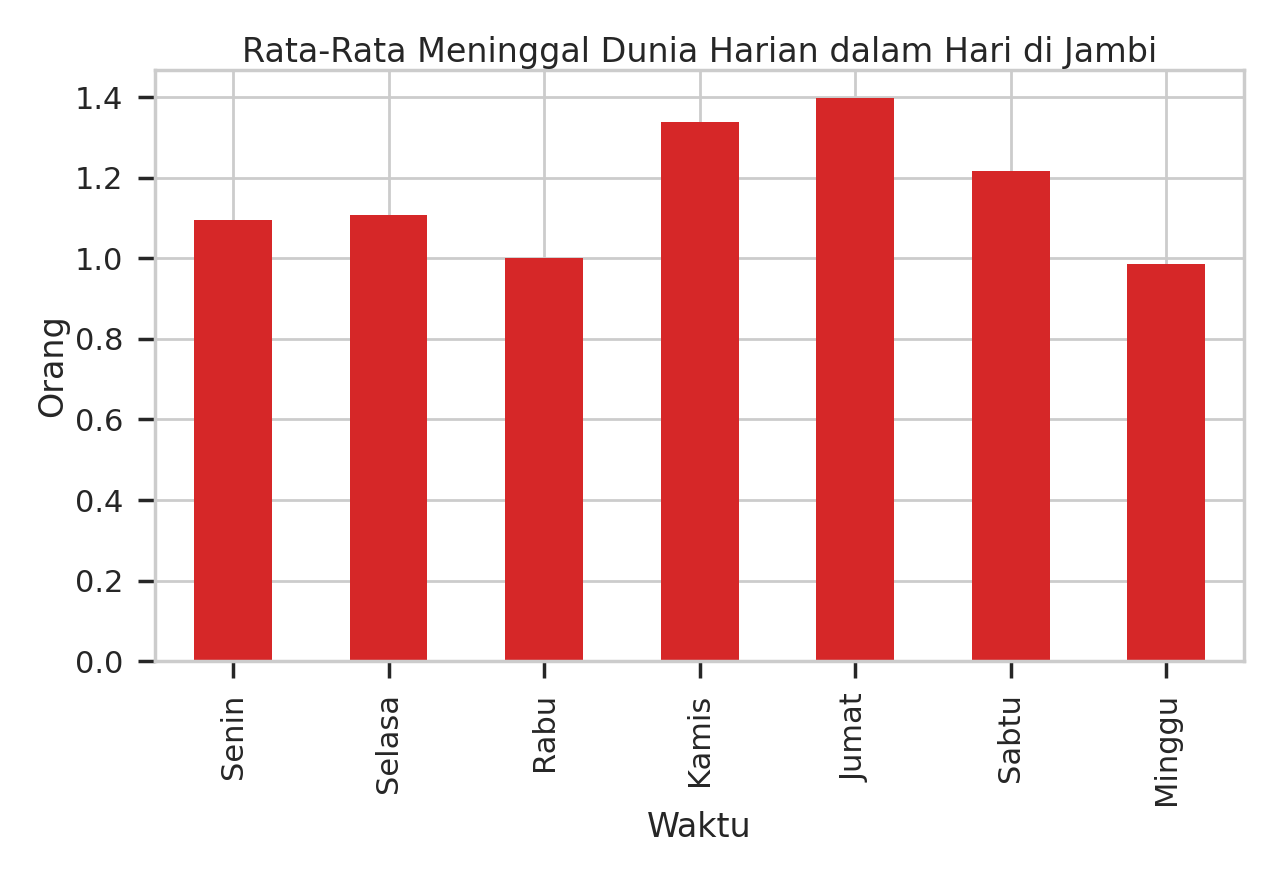 Rata-Rata Meninggal Dunia Harian dalam Hari di Jambi
1.4
1.2
1.0
0.8
0.6
0.4
0.2
0.0
Orang
Senin
Selasa
Rabu
Kamis
Jumat
Sabtu
Minggu
Waktu